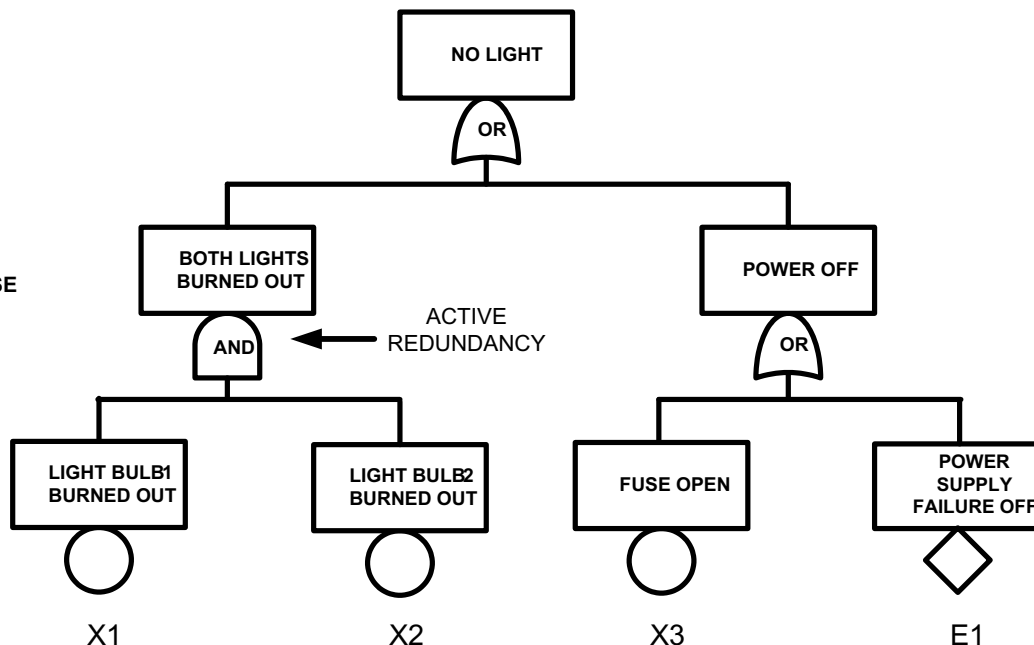 NO LIGHT
OR
BOTH LIGHTS
BURNED OUT
POWER OFF
SE
ACTIVE
REDUNDANCY
AND
OR
LIGHT BULB1
BURNED OUT
LIGHT BULB2
BURNED OUT
FUSE OPEN
POWER
SUPPLY
FAILURE OFF
X1
X2
X3
E1